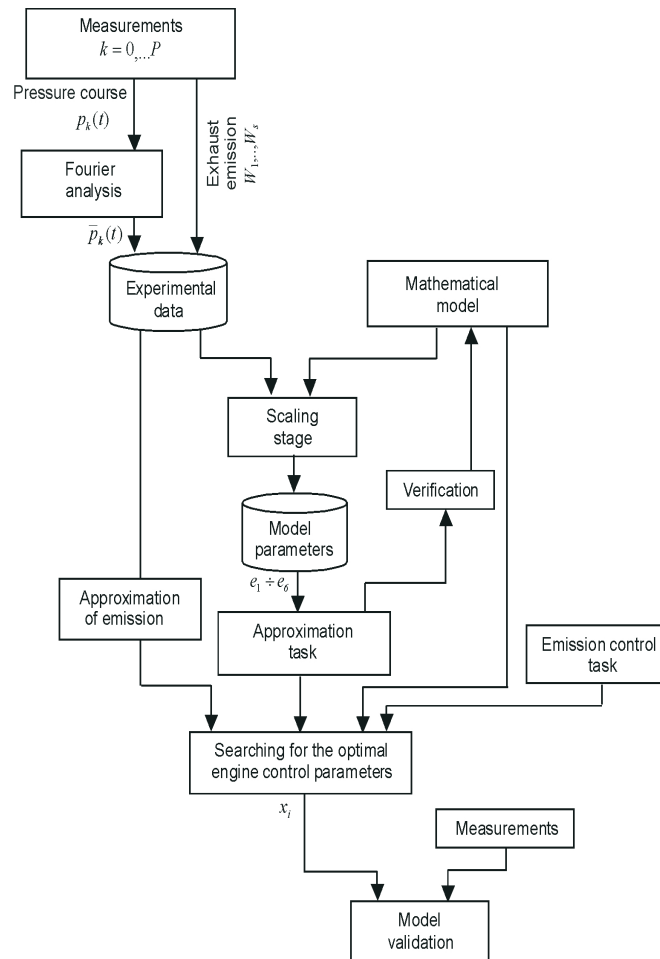 Measurements
k = 0,...P
Pressure course
p_k(t)
Exhaust
emission
W_1,..,W_s
Fourier
analysis
p̅_k(t)
Experimental
data
Mathematical
model
Scaling
stage
Verification
Model
parameters
e_1 ÷ e_6
Approximation
of emission
Approximation
task
Emission control
task
Searching for the optimal
engine control parameters
x_i
Measurements
Model
validation